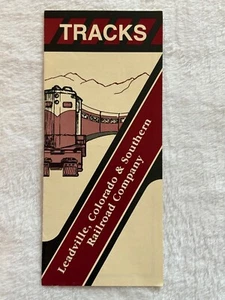 TRACKS
Leadville, Colorado & Southern
Railroad Company